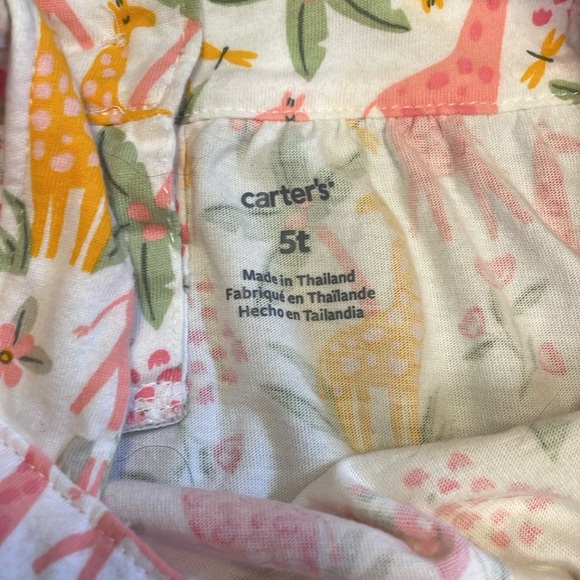 carter's
5t
Made in Thailand
Fabriqué en Thaïlande
Hecho en Tailandia